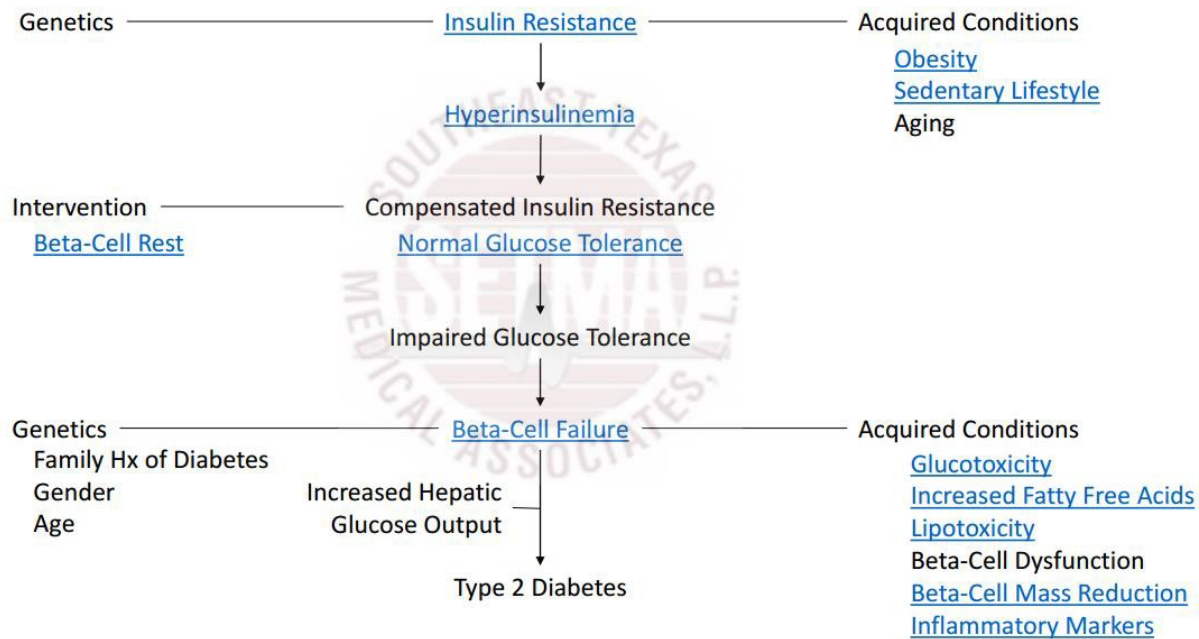 Genetics Insulin Resistance Acquired Conditions
Obesity
Sedentary Lifestyle
Hyperinsulinemia
Aging
Intervention Compensated Insulin Resistance
Beta-Cell Rest Normal Glucose Tolerance
Impaired Glucose Tolerance
Genetics Beta-Cell Failure Acquired Conditions
Family Hx of Diabetes Glucotoxicity
Gender Increased Hepatic Increased Fatty Free Acids
Age Glucose Output Lipotoxicity
Beta-Cell Dysfunction
Type 2 Diabetes Beta-Cell Mass Reduction
Inflammatory Markers
SOUTHEAST TEXAS
SETMA
MEDICAL ASSOCIATES, L.L.P.